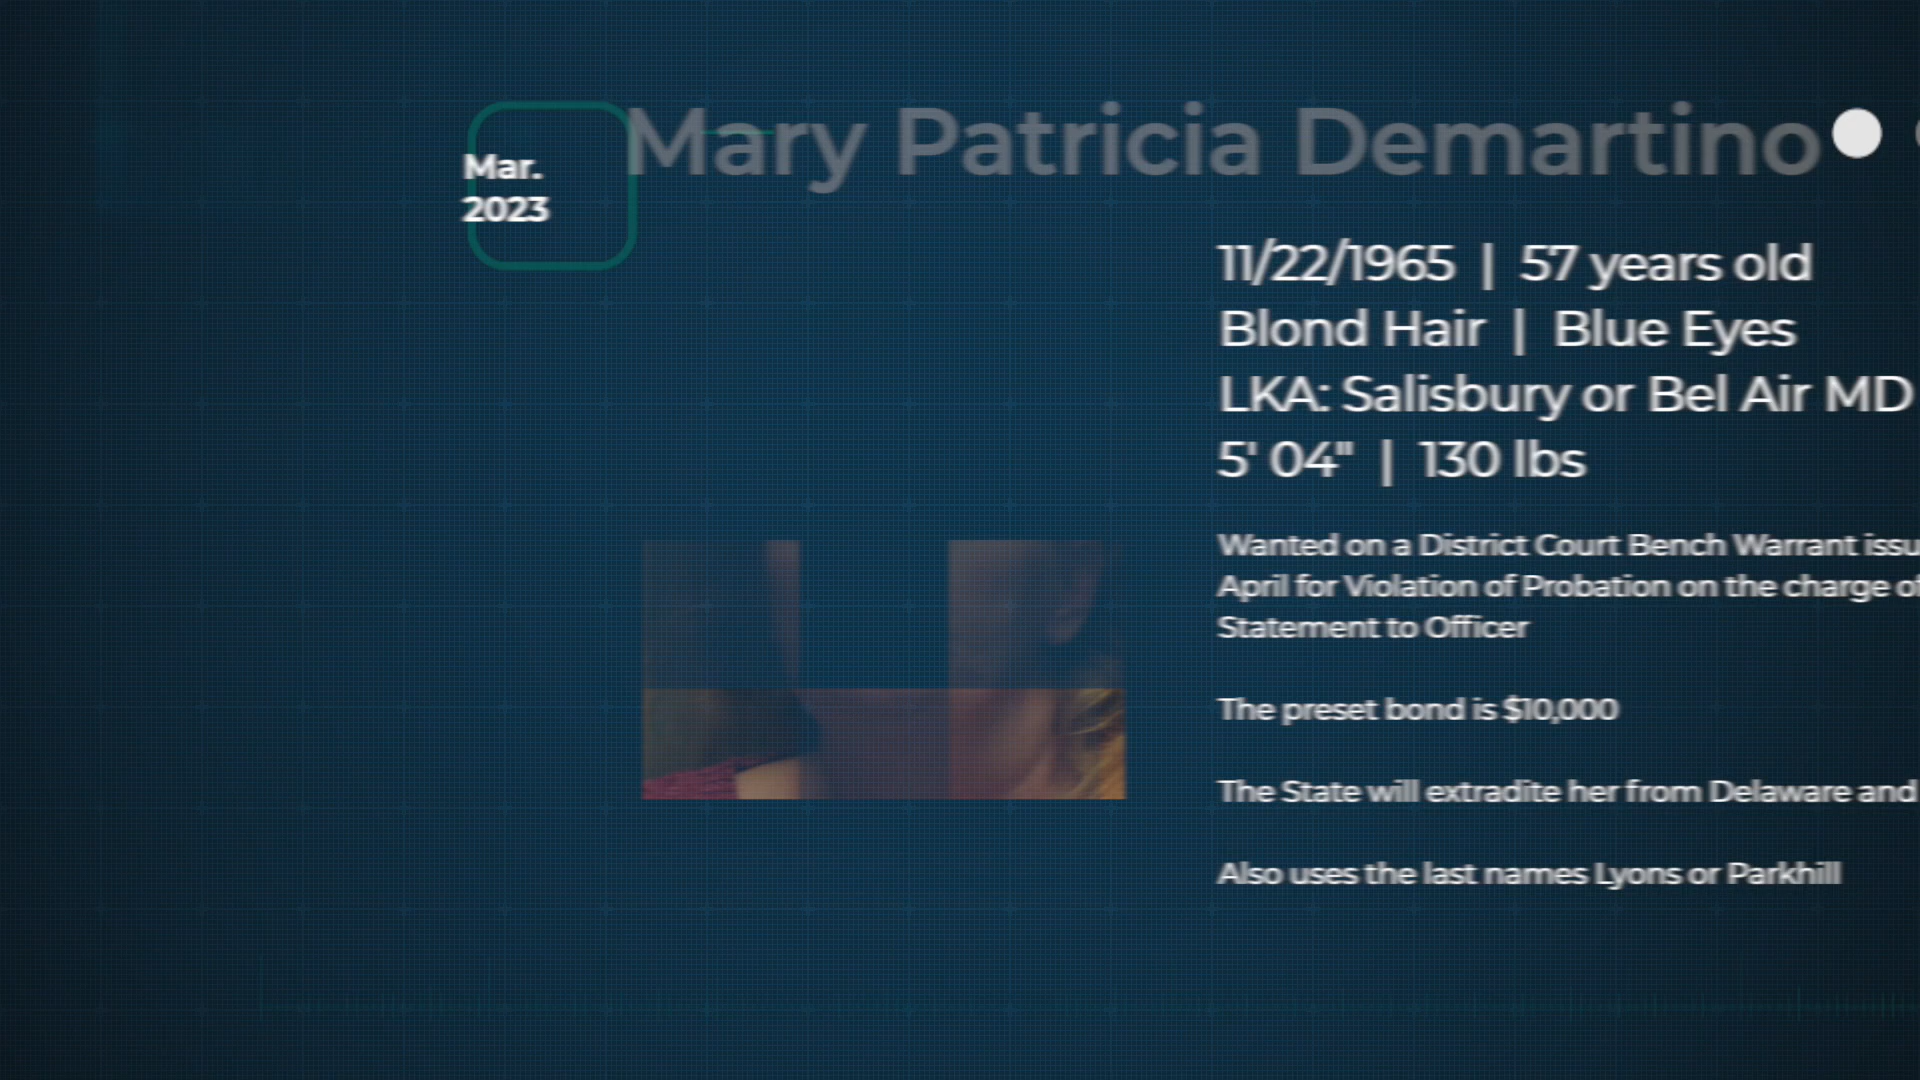 Mar.
2023
Mary Patricia Demartino
11/22/1965 | 57 years old
Blond Hair | Blue Eyes
LKA: Salisbury or Bel Air MD
5' 04" | 130 lbs
Wanted on a District Court Bench Warrant issu
April for Violation of Probation on the charge of
Statement to Officer
The preset bond is $10,000
The State will extradite her from Delaware and
Also uses the last names Lyons or Parkhill